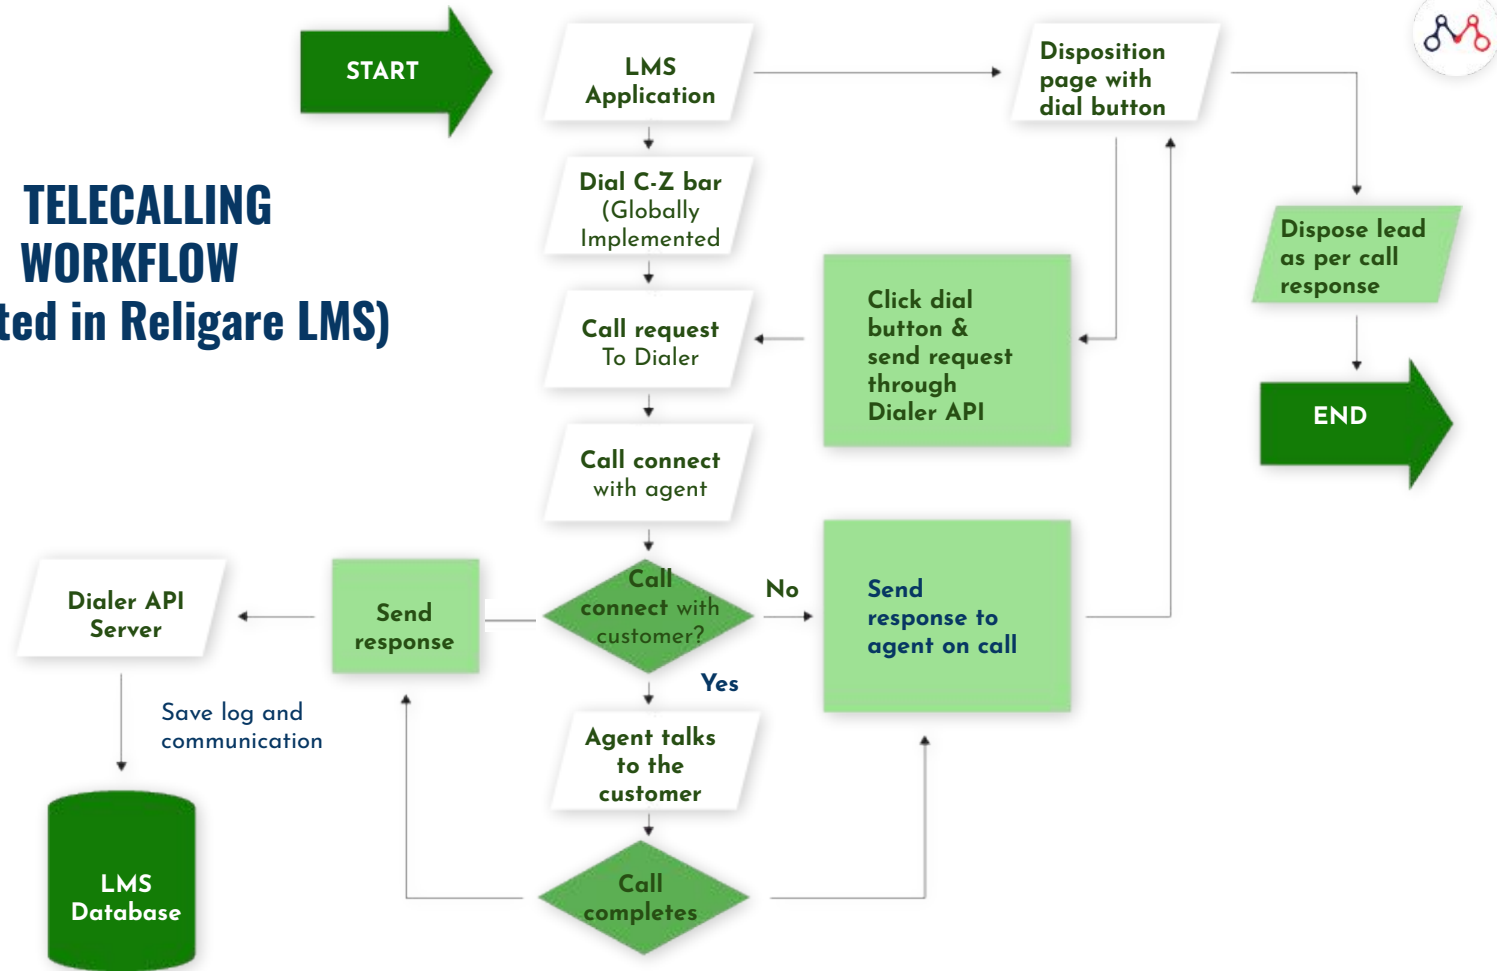 START
LMS
Application
Disposition
page with
dial button
TELECALLING
WORKFLOW
in Religare LMS)
Dial C-Z bar
(Globally
Implemented
Dispose lead
as per call
response
Click dial
button &
send request
through
Dialer API
Call request
To Dialer
END
Call connect
with agent
Dialer API
Server
Send
response
Call
connect with
customer?
No
Send
response to
agent on call
Yes
Save log and
communication
Agent talks
to the
customer
LMS
Database
Call
completes